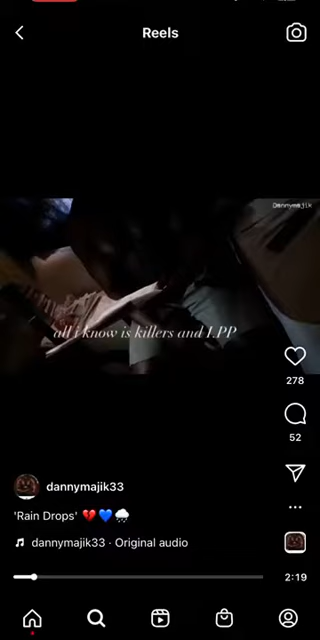 Reels
Dannymajik
all i know is killers and LPP
278
52
dannymajik33
'Rain Drops' 💔💙🌧️
dannymajik33 · Original audio
2:19